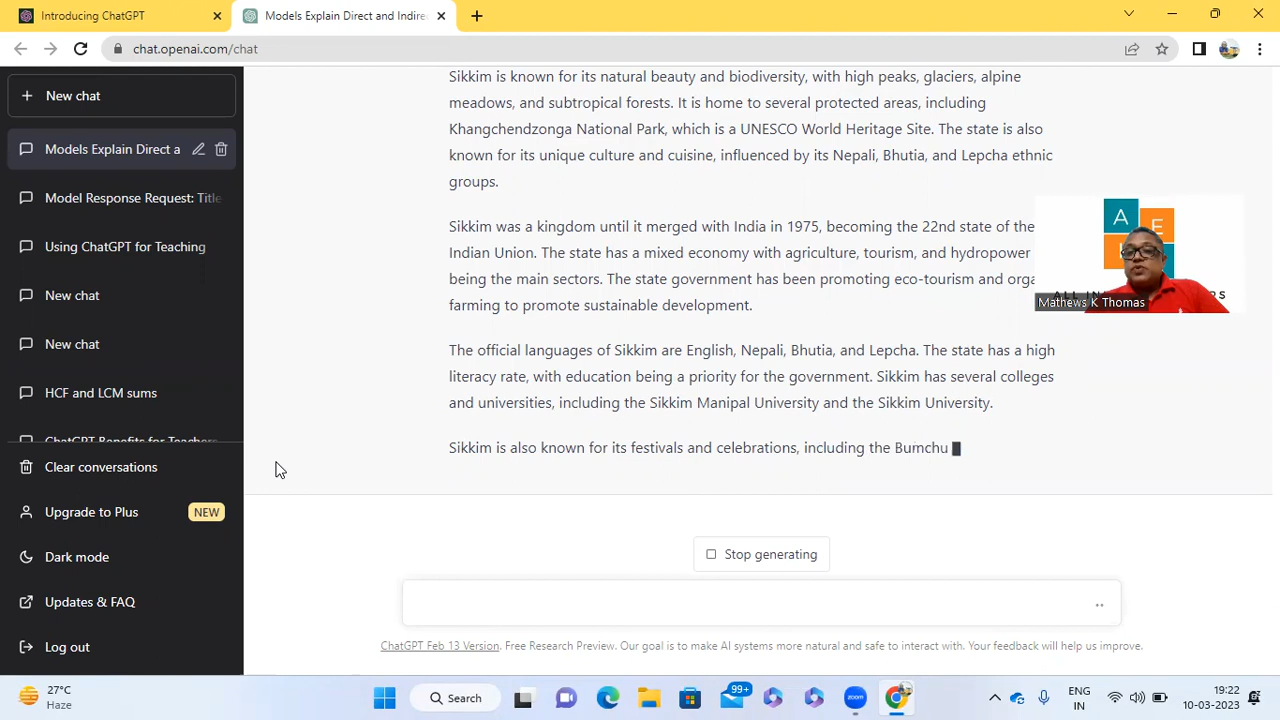 Introducing ChatGPT
Models Explain Direct and Indire
chat.openai.com/chat
New chat
Models Explain Direct a
Model Response Request: Title
Using ChatGPT for Teaching
New chat
New chat
HCF and LCM sums
ChatGPT Benefits for Teachers
Clear conversations
Upgrade to Plus NEW
Dark mode
Updates & FAQ
Log out
Sikkim is known for its natural beauty and biodiversity, with high peaks, glaciers, alpine
meadows, and subtropical forests. It is home to several protected areas, including
Khangchendzonga National Park, which is a UNESCO World Heritage Site. The state is also
known for its unique culture and cuisine, influenced by its Nepali, Bhutia, and Lepcha ethnic
groups.
Sikkim was a kingdom until it merged with India in 1975, becoming the 22nd state of the
Indian Union. The state has a mixed economy with agriculture, tourism, and hydropower
being the main sectors. The state government has been promoting eco-tourism and orga
farming to promote sustainable development.
The official languages of Sikkim are English, Nepali, Bhutia, and Lepcha. The state has a high
literacy rate, with education being a priority for the government. Sikkim has several colleges
and universities, including the Sikkim Manipal University and the Sikkim University.
Sikkim is also known for its festivals and celebrations, including the Bumchu
A
E
Mathews K Thomas
Stop generating
ChatGPT Feb 13 Version. Free Research Preview. Our goal is to make AI systems more natural and safe to interact with. Your feedback will help us improve.
27°C
Haze
Search
99+
ENG
IN
19:22
10-03-2023